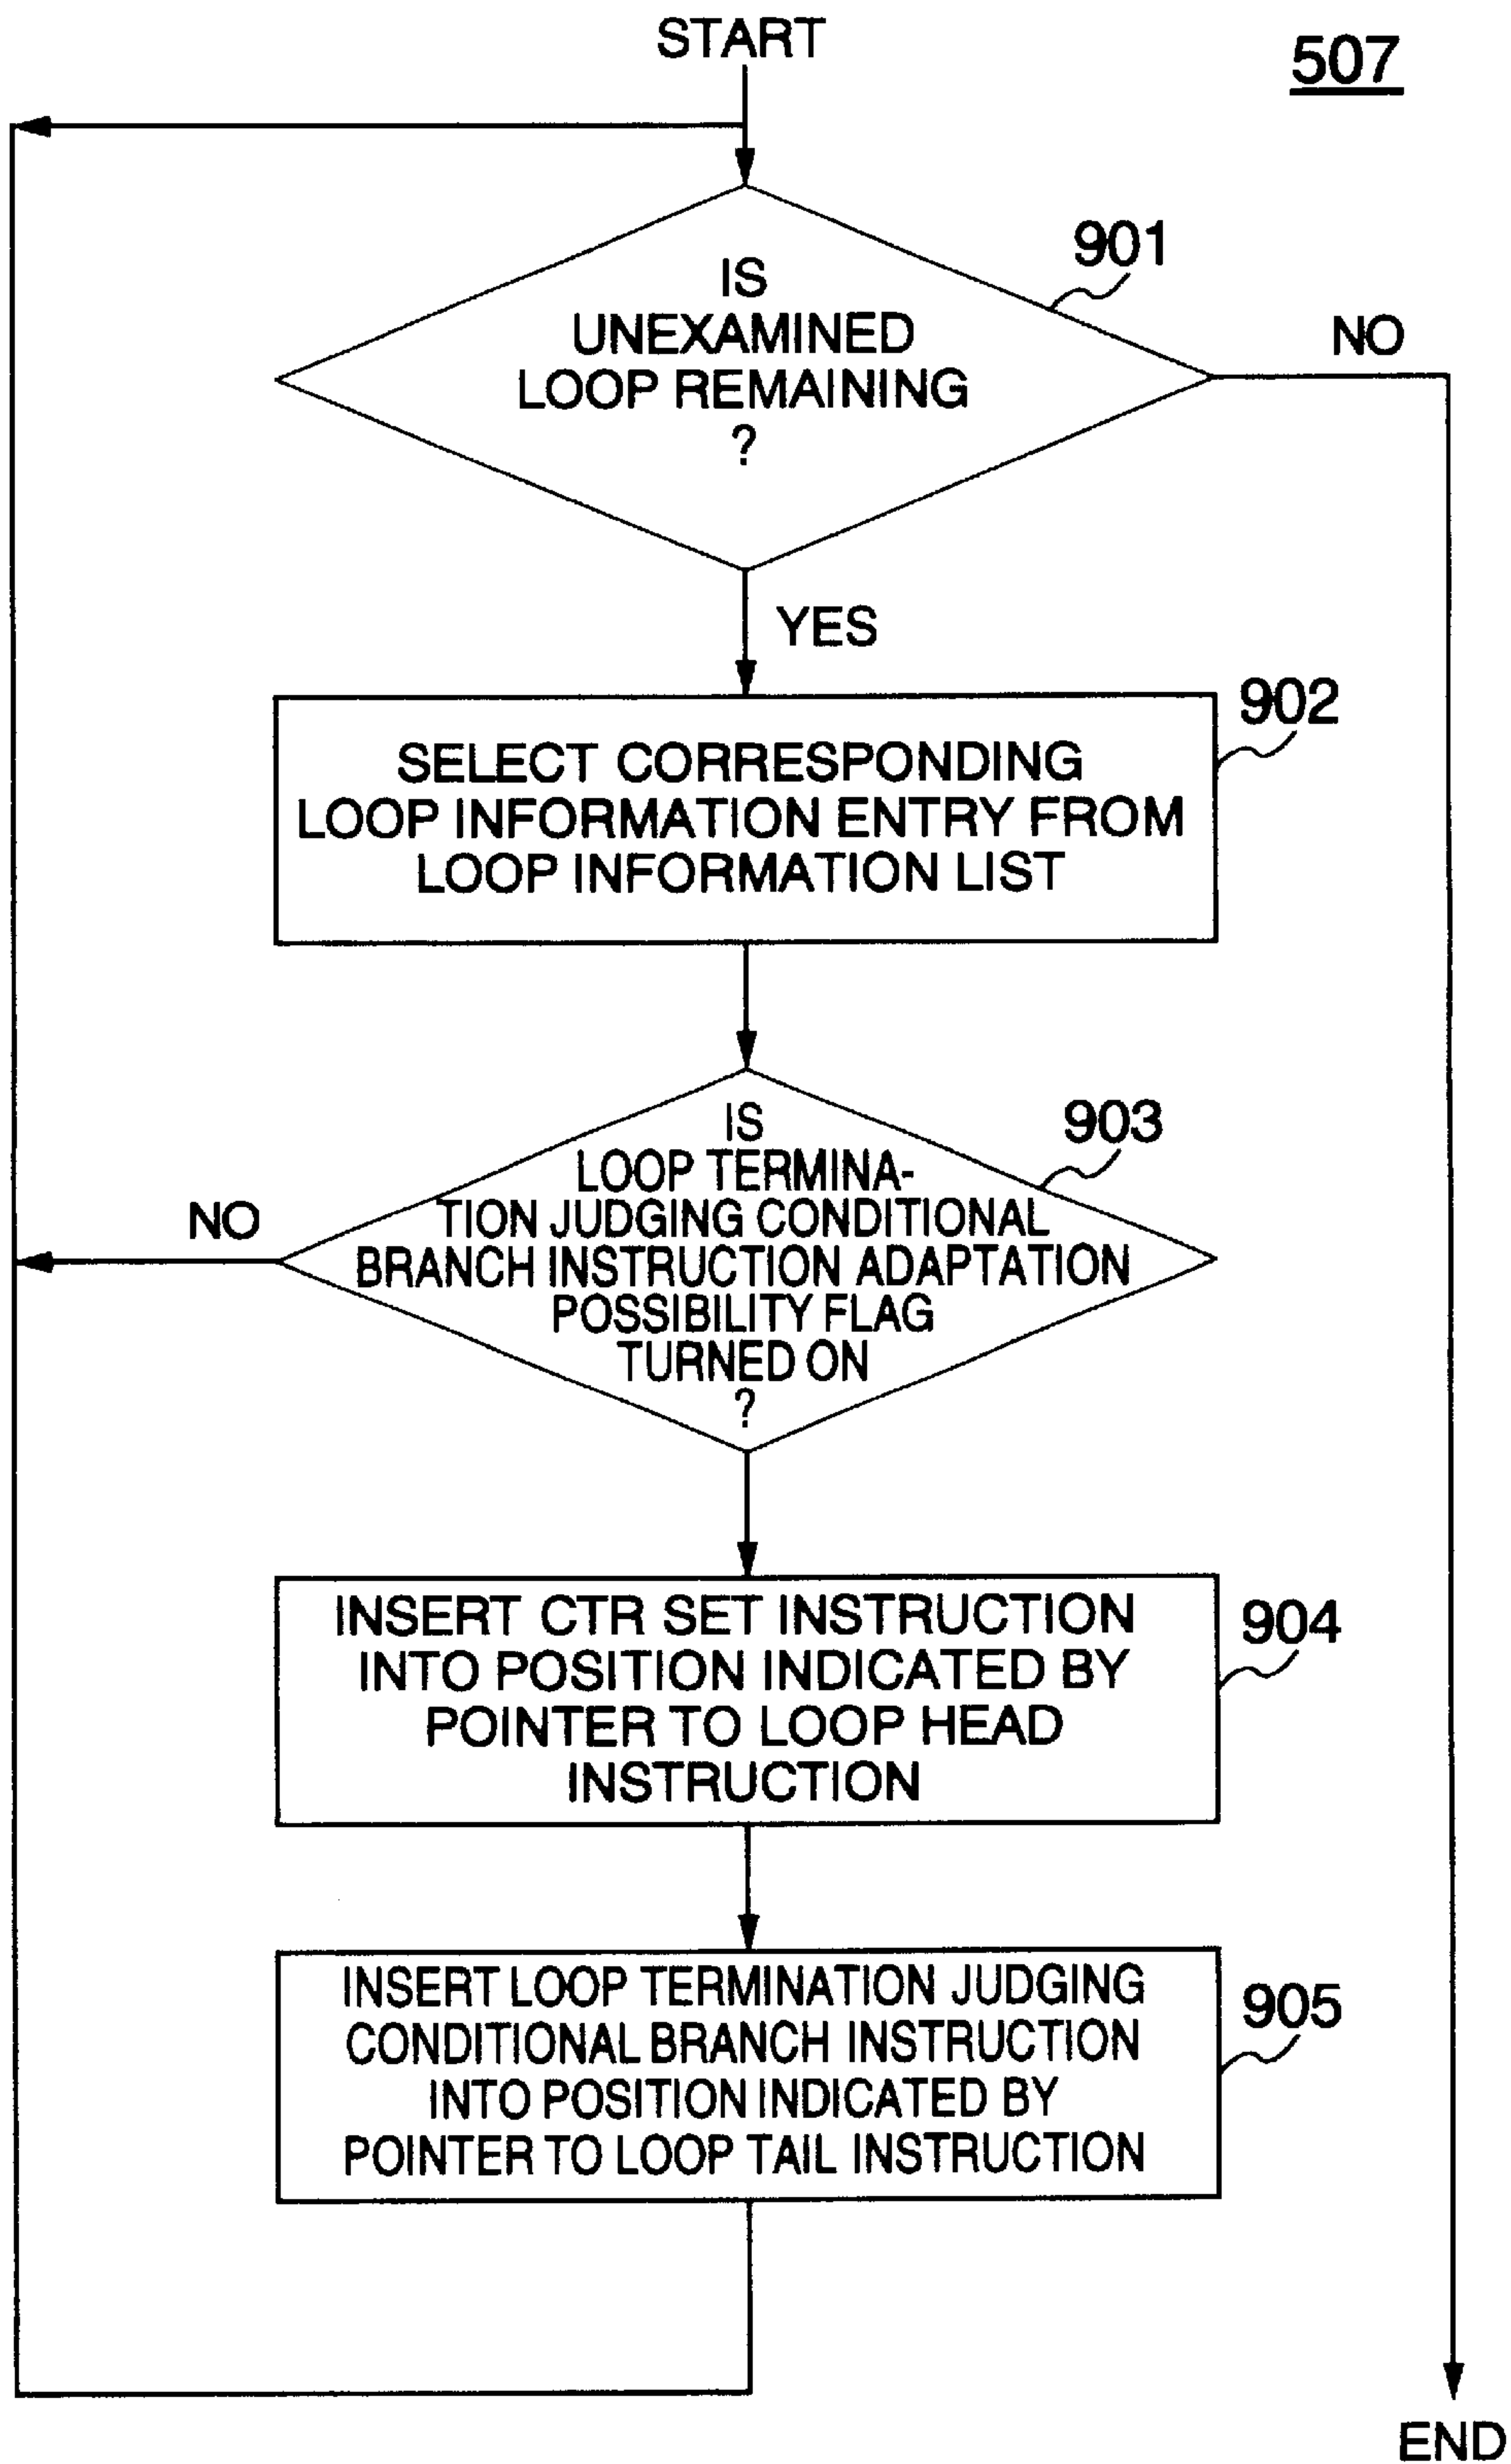 START
507
901
IS
UNEXAMINED
LOOP REMAINING
?
NO
YES
902
SELECT CORRESPONDING
LOOP INFORMATION ENTRY FROM
LOOP INFORMATION LIST
903
IS
LOOP TERMINA-
TION JUDGING CONDITIONAL
BRANCH INSTRUCTION ADAPTATION
POSSIBILITY FLAG
TURNED ON
?
NO
904
INSERT CTR SET INSTRUCTION
INTO POSITION INDICATED BY
POINTER TO LOOP HEAD
INSTRUCTION
905
INSERT LOOP TERMINATION JUDGING
CONDITIONAL BRANCH INSTRUCTION
INTO POSITION INDICATED BY
POINTER TO LOOP TAIL INSTRUCTION
END